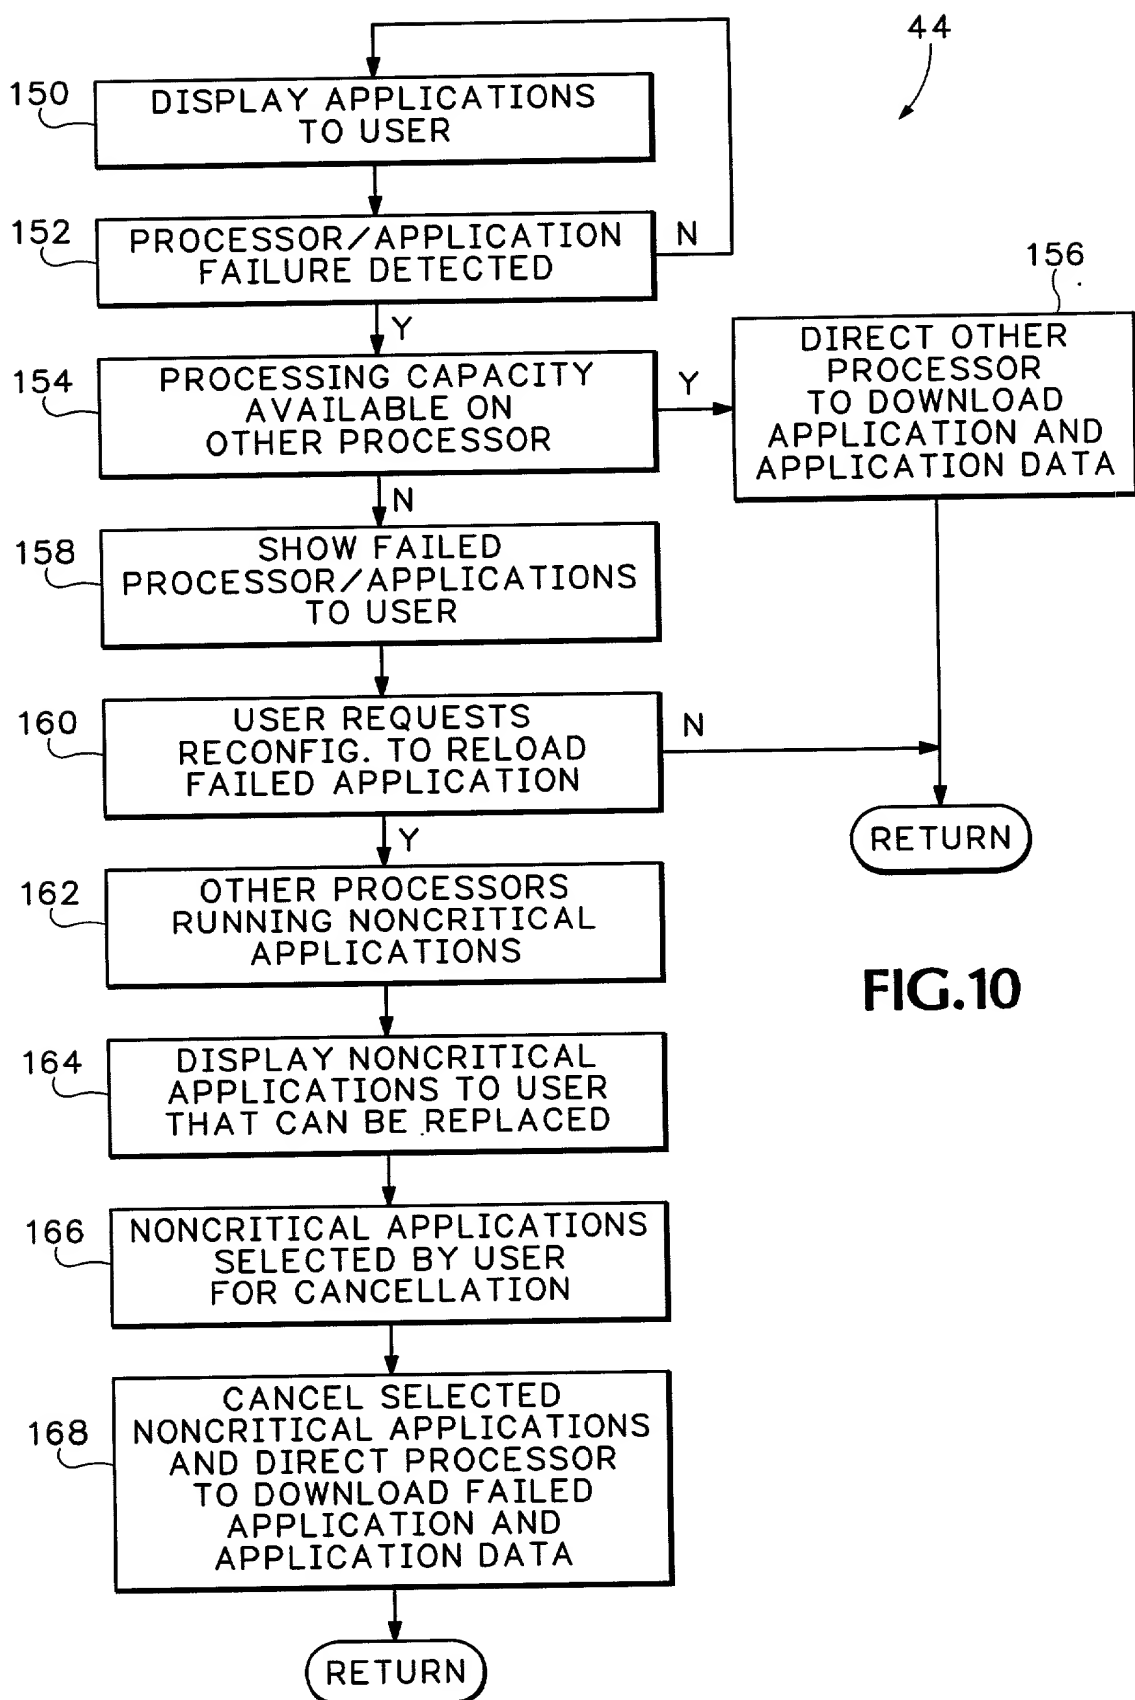 44
150
DISPLAY APPLICATIONS
TO USER
152
PROCESSOR/APPLICATION
FAILURE DETECTED
N
Y
154
PROCESSING CAPACITY
AVAILABLE ON
OTHER PROCESSOR
Y
156
DIRECT OTHER
PROCESSOR
TO DOWNLOAD
APPLICATION AND
APPLICATION DATA
N
158
SHOW FAILED
PROCESSOR/APPLICATIONS
TO USER
160
USER REQUESTS
RECONFIG. TO RELOAD
FAILED APPLICATION
N
RETURN
Y
162
OTHER PROCESSORS
RUNNING NONCRITICAL
APPLICATIONS
FIG.10
164
DISPLAY NONCRITICAL
APPLICATIONS TO USER
THAT CAN BE REPLACED
166
NONCRITICAL APPLICATIONS
SELECTED BY USER
FOR CANCELLATION
168
CANCEL SELECTED
NONCRITICAL APPLICATIONS
AND DIRECT PROCESSOR
TO DOWNLOAD FAILED
APPLICATION AND
APPLICATION DATA
RETURN